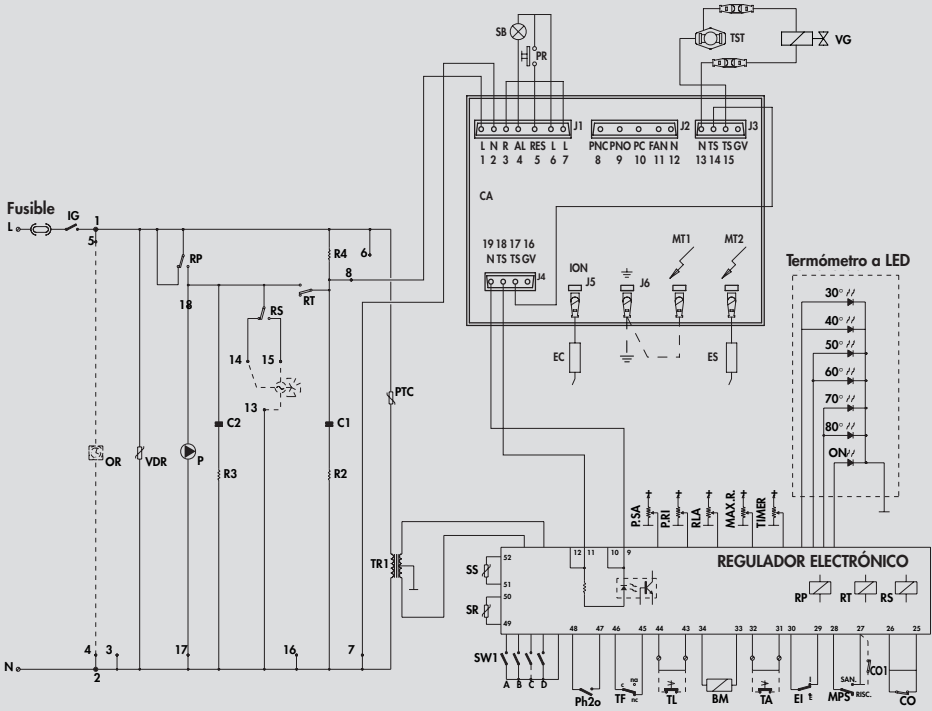 SB
PR
TST
VG
J1
J2
J3
L N R AL RES L L
1 2 3 4 5 6 7
PNC PNO PC FAN N
8 9 10 11 12
N TS TS GV
13 14 15
CA
19 18 17 16
N TS TS GV
J4
ION
J5
J6
MT1
MT2
EC
ES
Fusible
L
IG
1
5
RP
18
R4
6
8
RT
RS
14
15
13
PTC
C2
C1
OR
VDR
P
R3
R2
TR1
4
3
17
16
7
N
2
Termómetro a LED
30°
40°
50°
60°
70°
80°
ON
P.SA
P.RI
RLA
MAX.R.
TIMER
REGULADOR ELECTRÓNICO
12 11 10 9
52
SS
51
50
SR
49
RP
RT
RS
48 47 46 45 44 43 34 33 32 31 30 29 28 27 26 25
SW1
A B C D
Ph2o
c
na
nc
TF
TL
BM
TA
EI
SAN.
RISC.
MPS
CO1
CO